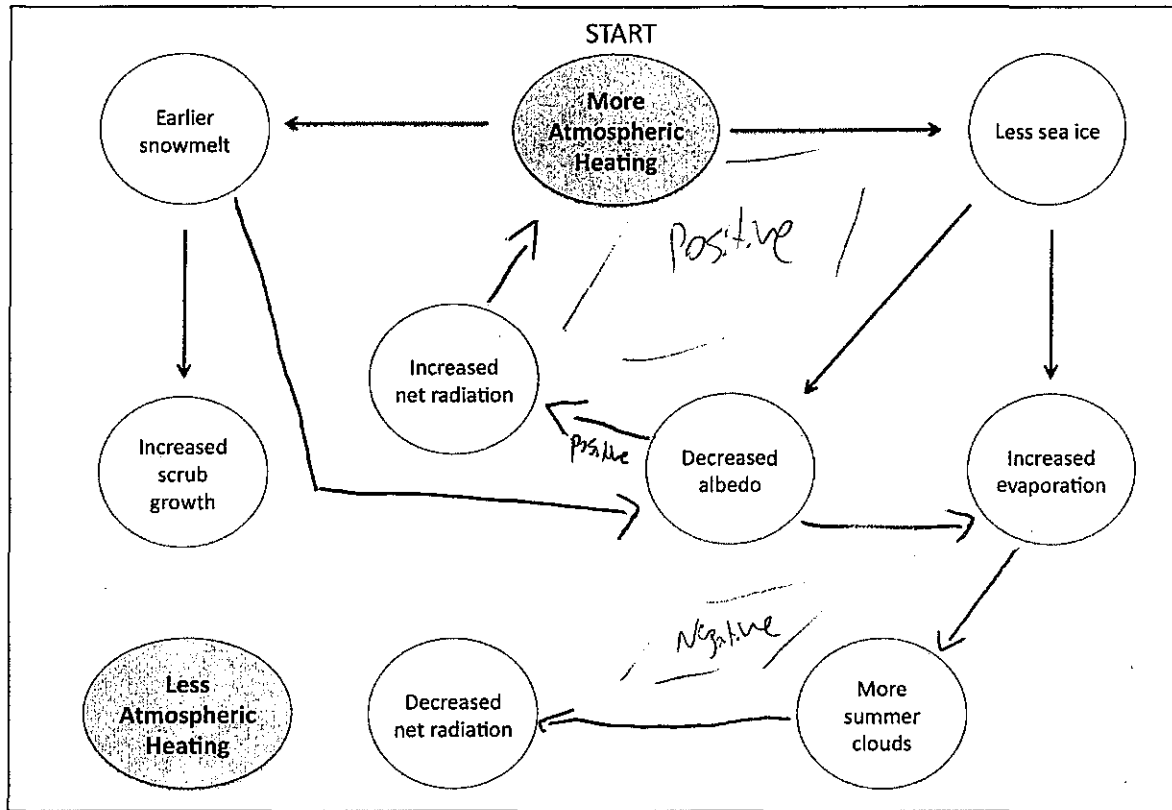 START
Earlier
snowmelt
More
Atmospheric
Heating
Less sea ice
Positive
Increased
net radiation
Positive
Increased
scrub
growth
Decreased
albedo
Increased
evaporation
Negative
Less
Atmospheric
Heating
Decreased
net radiation
More
summer
clouds